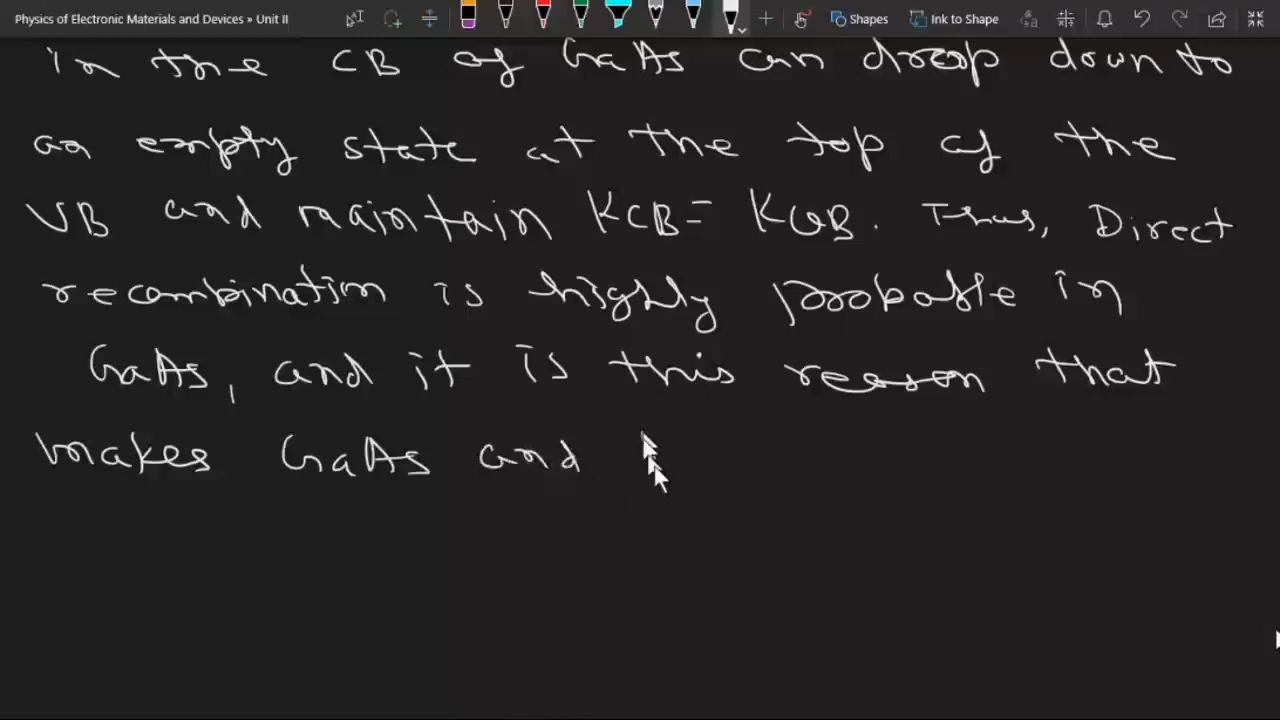 Physics of Electronic Materials and Devices » Unit II
Shapes
Ink to Shape
in the CB of GaAs can drop down to
an empty state at the top of the
VB and maintain KCB = KVB. Thus, Direct
recombination is highly probable in
GaAs, and it is this reason that
makes GaAs and